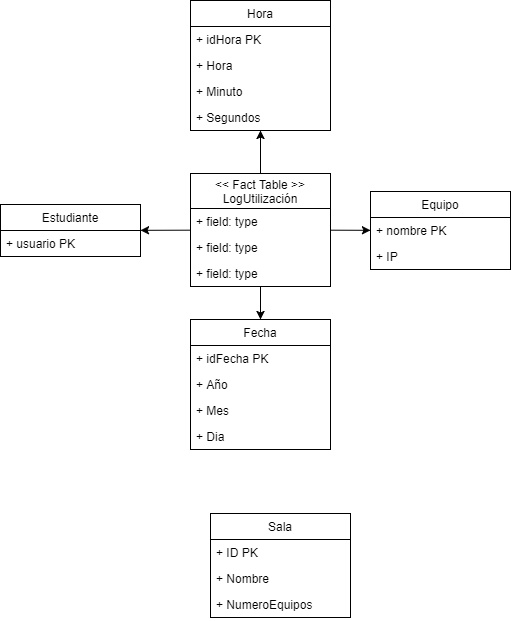 Hora
+ idHora PK
+ Hora
+ Minuto
+ Segundos
<< Fact Table >>
LogUtilización
+ field: type
+ field: type
+ field: type
Estudiante
+ usuario PK
Equipo
+ nombre PK
+ IP
Fecha
+ idFecha PK
+ Año
+ Mes
+ Dia
Sala
+ ID PK
+ Nombre
+ NumeroEquipos